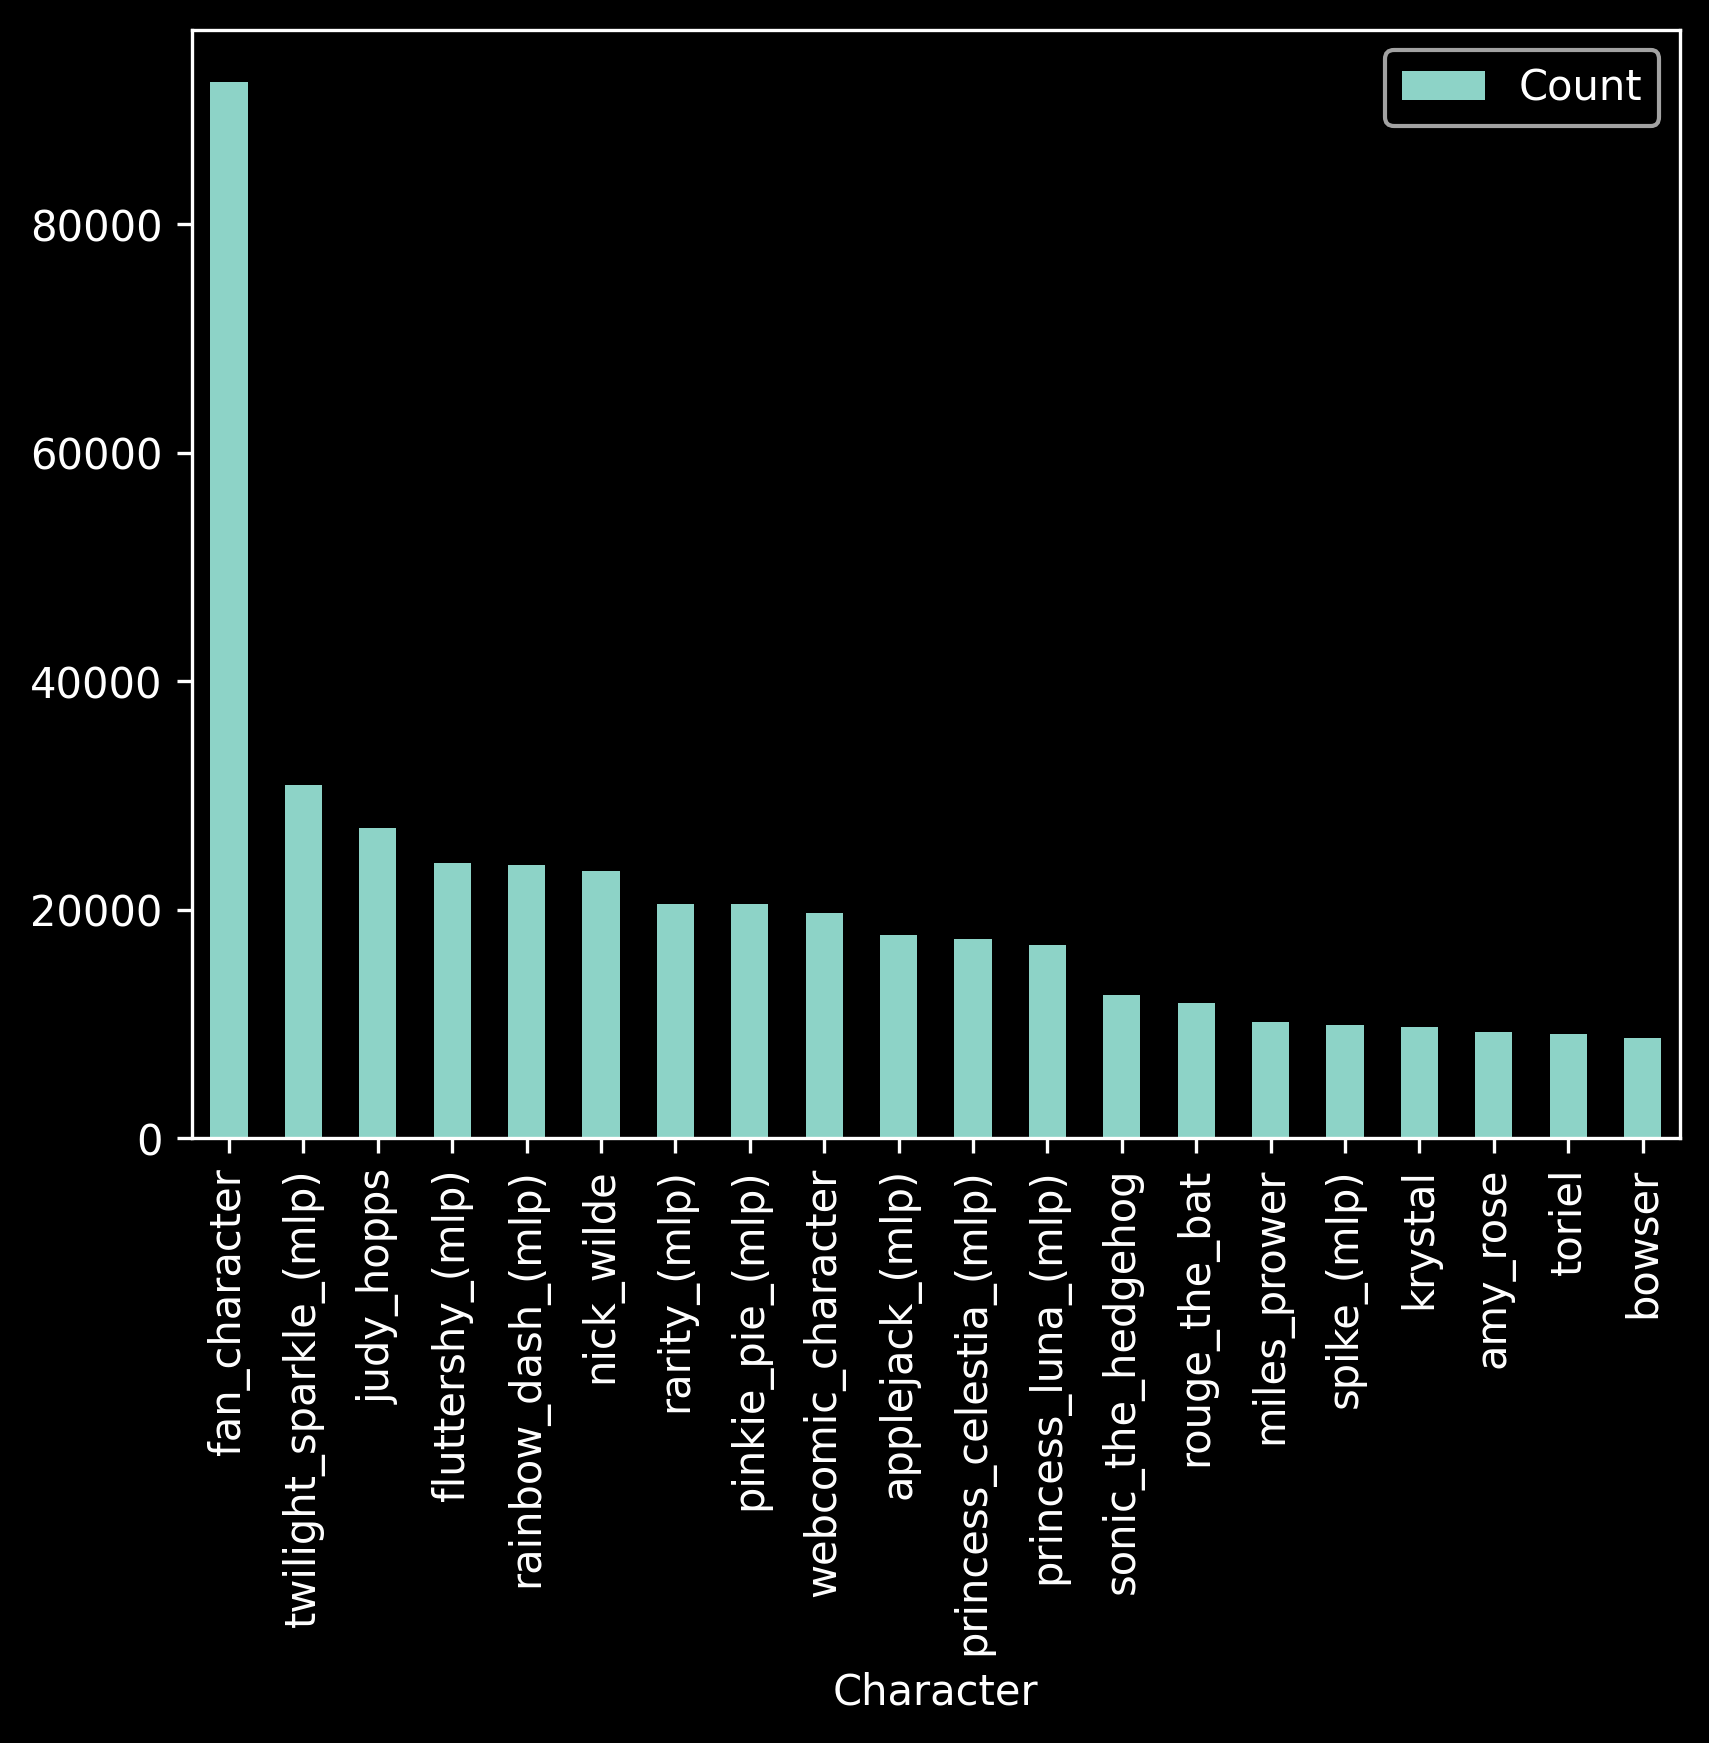 Count
80000
60000
40000
20000
0
fan_character
twilight_sparkle_(mlp)
judy_hopps
fluttershy_(mlp)
rainbow_dash_(mlp)
nick_wilde
rarity_(mlp)
pinkie_pie_(mlp)
webcomic_character
applejack_(mlp)
princess_celestia_(mlp)
princess_luna_(mlp)
sonic_the_hedgehog
rouge_the_bat
miles_prower
spike_(mlp)
krystal
amy_rose
toriel
bowser
Character